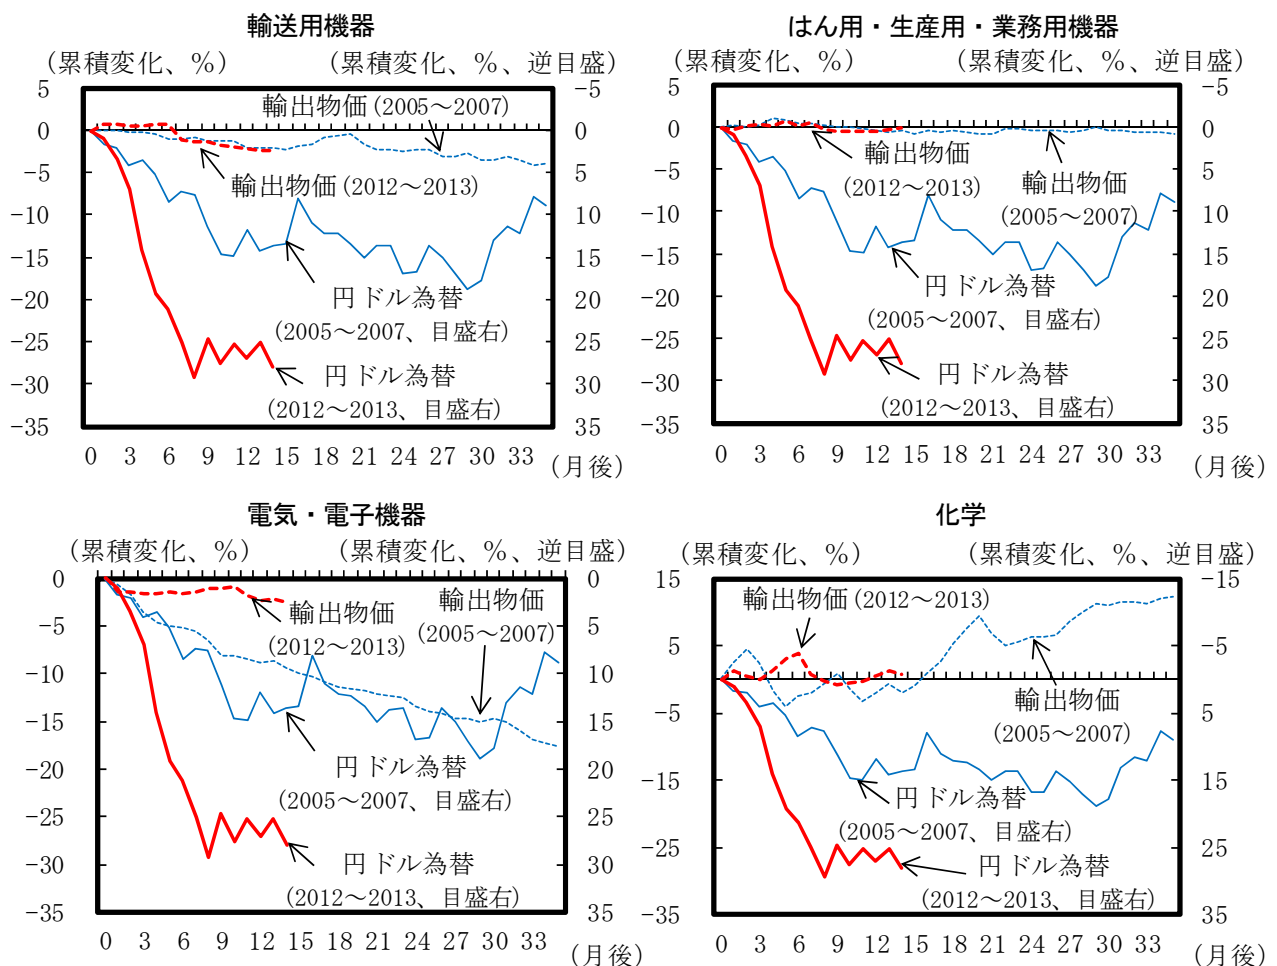 輸送用機器
（累積変化、％）
（累積変化、％、逆目盛）
5
0
−5
−10
−15
−20
−25
−30
−35
−5
0
5
10
15
20
25
30
35
輸出物価(2005～2007)
輸出物価(2012～2013)
円ドル為替
(2005～2007、目盛右)
円ドル為替
(2012～2013、目盛右)
0 3 6 9 12 15 18 21 24 27 30 33
（月後）
はん用・生産用・業務用機器
（累積変化、％）
（累積変化、％、逆目盛）
5
0
−5
−10
−15
−20
−25
−30
−35
−5
0
5
10
15
20
25
30
35
輸出物価
(2012～2013)
輸出物価
(2005～2007)
円ドル為替
(2005～2007、目盛右)
円ドル為替
(2012～2013、目盛右)
0 3 6 9 12 15 18 21 24 27 30 33
（月後）
電気・電子機器
（累積変化、％）
（累積変化、％、逆目盛）
0
−5
−10
−15
−20
−25
−30
−35
0
5
10
15
20
25
30
35
輸出物価
(2012～2013)
輸出物価
(2005～2007)
円ドル為替
(2005～2007、目盛右)
円ドル為替
(2012～2013、目盛右)
0 3 6 9 12 15 18 21 24 27 30 33
（月後）
化学
（累積変化、％）
（累積変化、％、逆目盛）
15
5
−5
−15
−25
−35
−15
−5
5
15
25
35
輸出物価(2012～2013)
輸出物価
(2005～2007)
円ドル為替
(2005～2007、目盛右)
円ドル為替
(2012～2013、目盛右)
0 3 6 9 12 15 18 21 24 27 30 33
（月後）